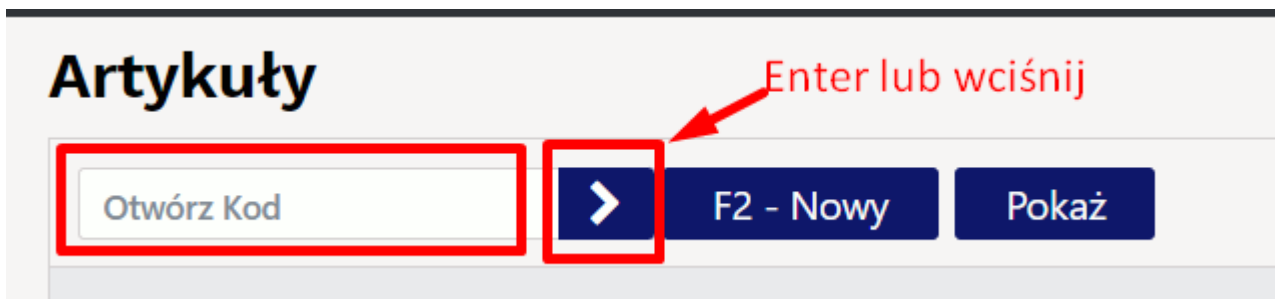 Artykuły
Enter lub wciśnij
Otwórz Kod
F2 - Nowy
Pokaż